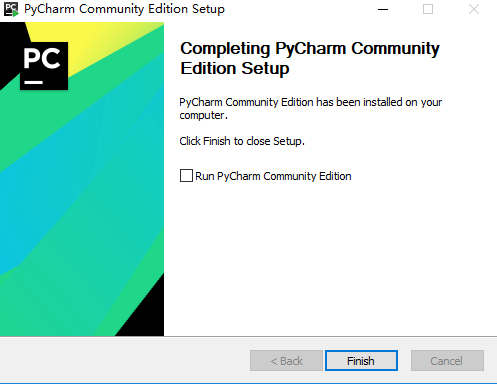 PC PyCharm Community Edition Setup
PC
Completing PyCharm Community
Edition Setup
PyCharm Community Edition has been installed on your
computer.
Click Finish to close Setup.
Run PyCharm Community Edition
< Back
Finish
Cancel